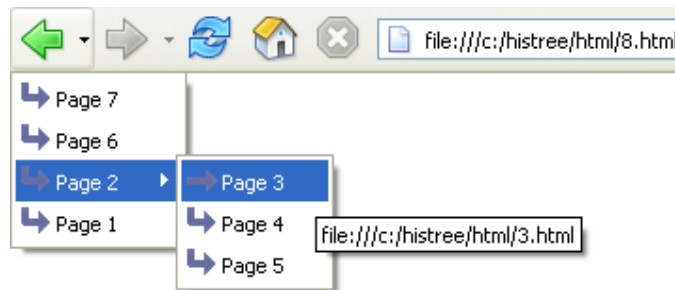 file:///c:/histree/html/8.html
Page 7
Page 6
Page 2
Page 1
Page 3
Page 4
Page 5
file:///c:/histree/html/3.html